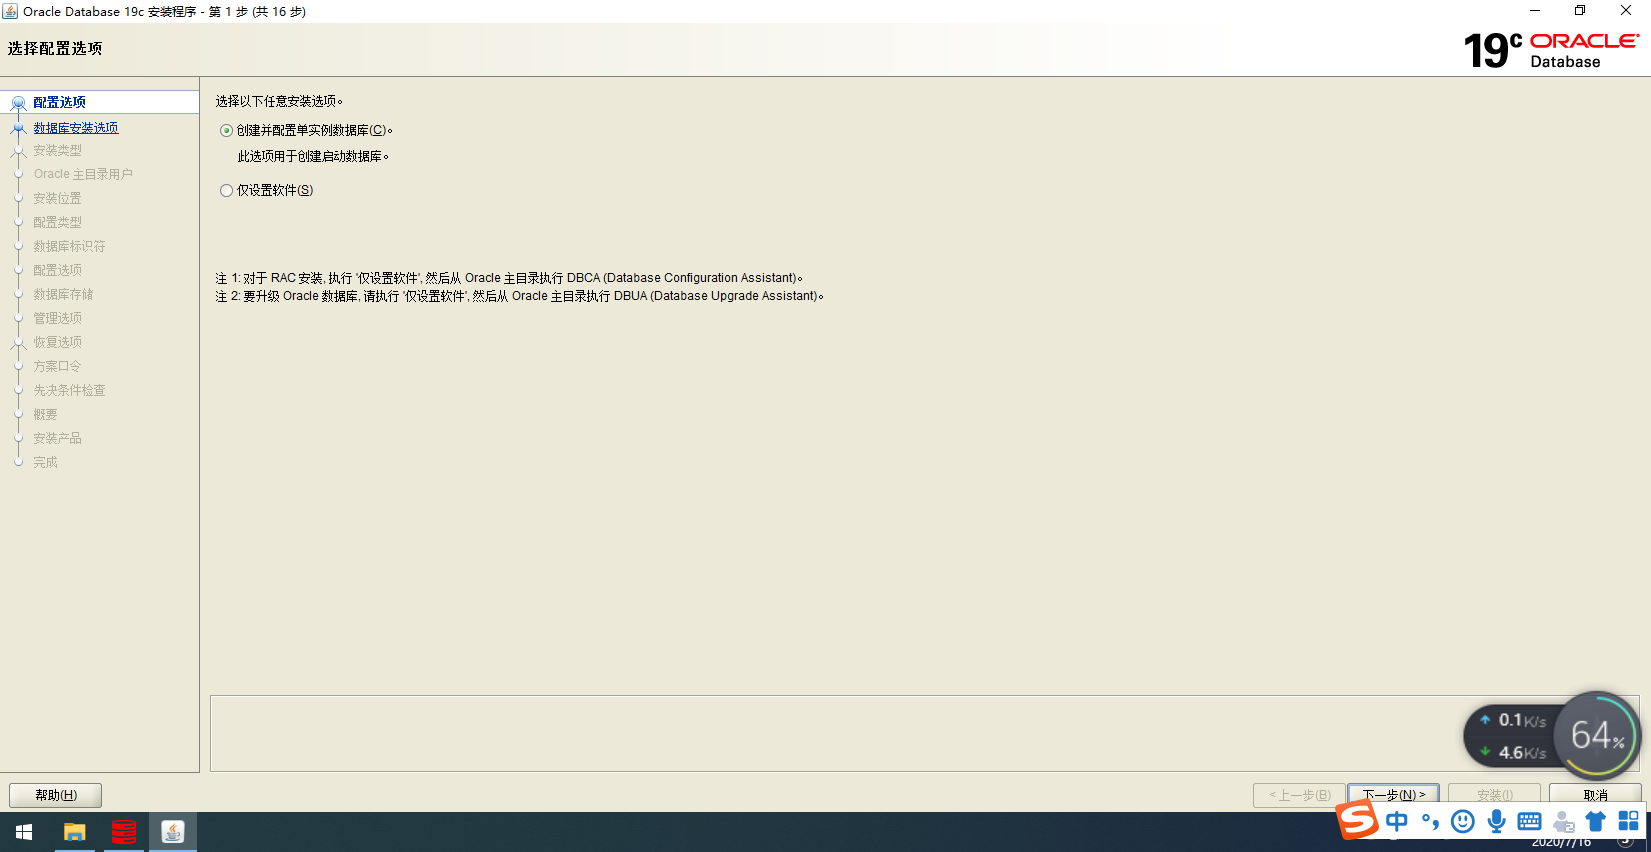 Oracle Database 19c 安装程序 - 第 1 步 (共 16 步)
选择配置选项
19c ORACLE
Database
配置选项
数据库安装选项
安装类型
Oracle 主目录用户
安装位置
配置类型
数据库标识符
配置选项
数据库存储
管理选项
恢复选项
方案口令
先决条件检查
概要
安装产品
完成
选择以下任意安装选项。
创建并配置单实例数据库(C)。
此选项用于创建启动数据库。
仅设置软件(S)
注 1: 对于 RAC 安装, 执行 '仅设置软件', 然后从 Oracle 主目录执行 DBCA (Database Configuration Assistant)。
注 2: 要升级 Oracle 数据库, 请执行 '仅设置软件', 然后从 Oracle 主目录执行 DBUA (Database Upgrade Assistant)。
0.1K/s
4.6K/s
64%
帮助(H)
< 上一步(B)
下一步(N) >
安装(I)
取消
S 中
2020/7/16